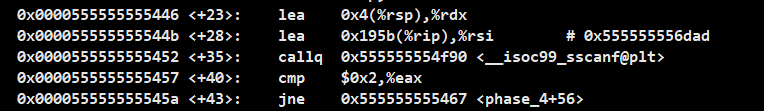 0x0000555555555446 <+23>: lea 0x4(%rsp),%rdx
0x000055555555544b <+28>: lea 0x195b(%rip),%rsi # 0x555555556dad
0x0000555555555452 <+35>: callq 0x555555554f90 <__isoc99_sscanf@plt>
0x0000555555555457 <+40>: cmp $0x2,%eax
0x000055555555545a <+43>: jne 0x555555555467 <phase_4+56>